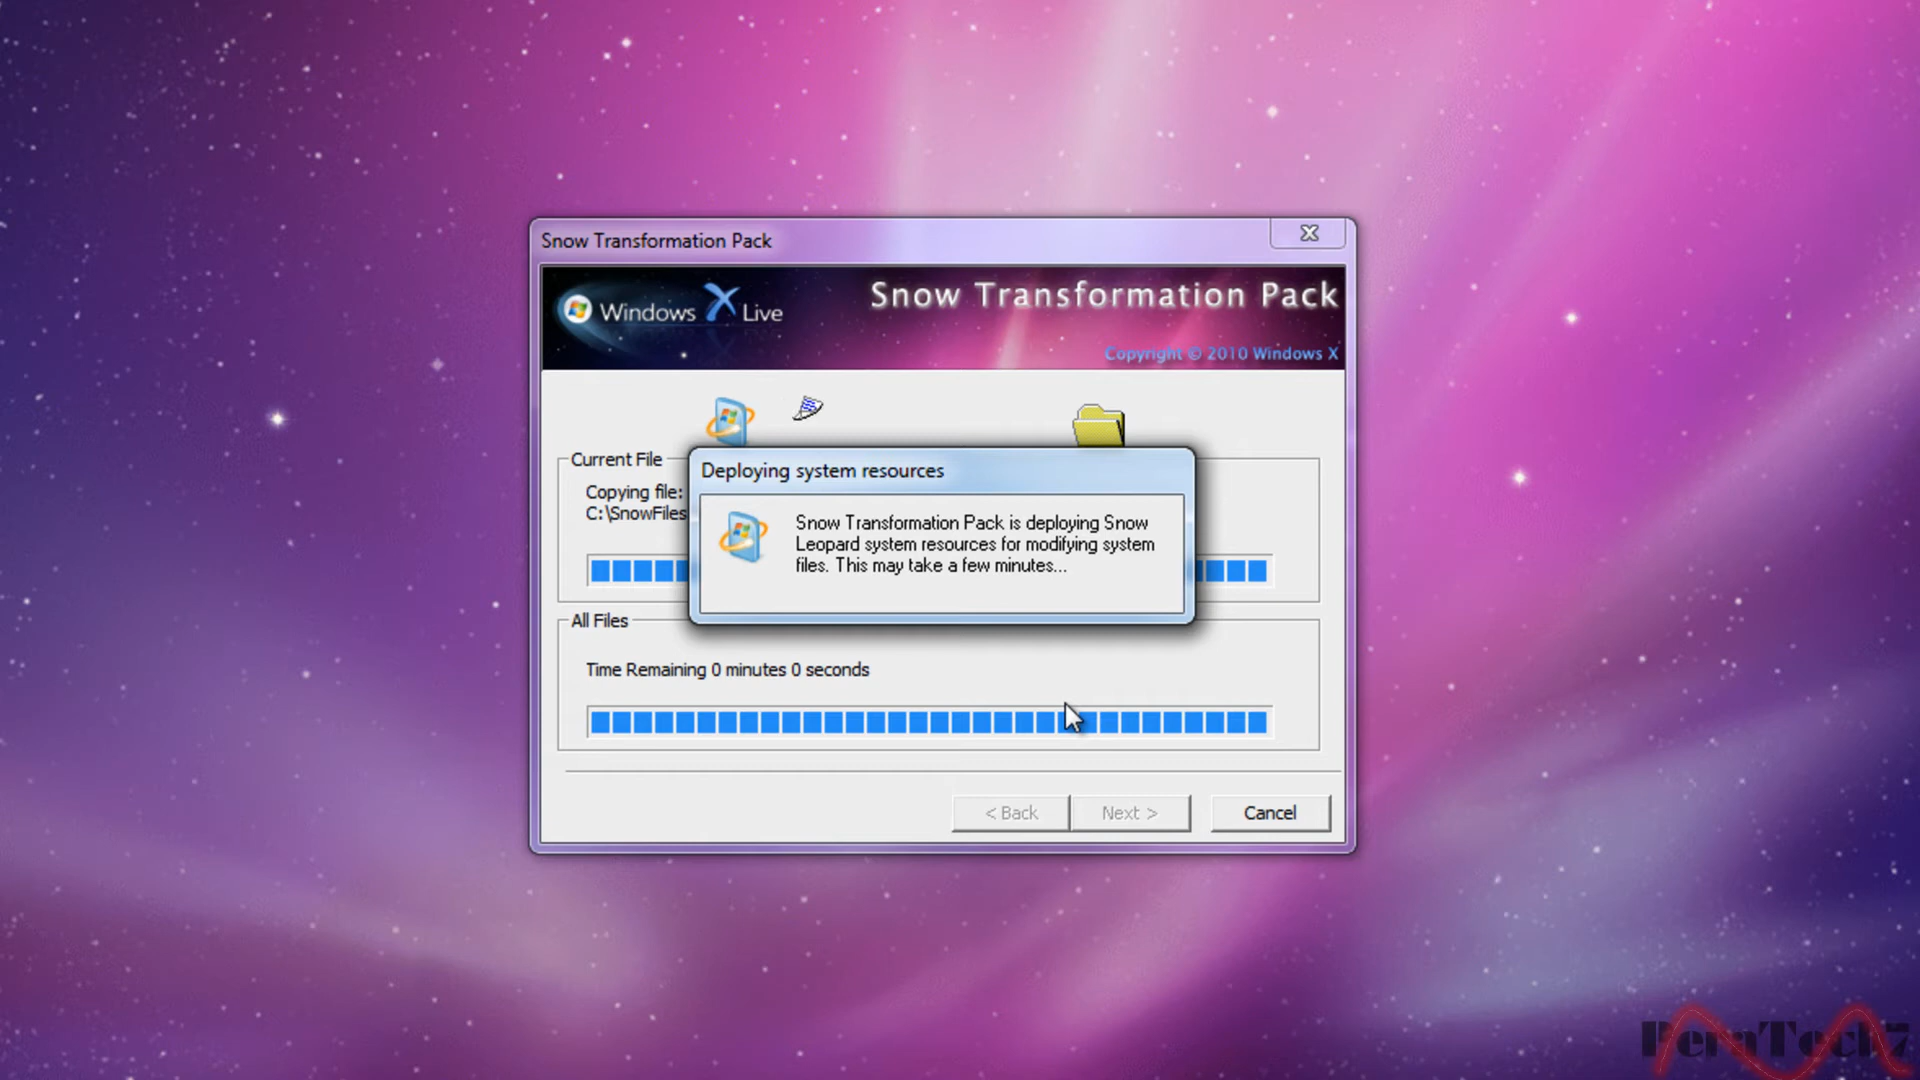 Snow Transformation Pack
Windows X Live
Snow Transformation Pack
Copyright © 2010 Windows X
Current File
Copying file:
C:\SnowFiles
Deploying system resources
Snow Transformation Pack is deploying Snow
Leopard system resources for modifying system
files. This may take a few minutes...
All Files
Time Remaining 0 minutes 0 seconds
< Back
Next >
Cancel
PernTech7